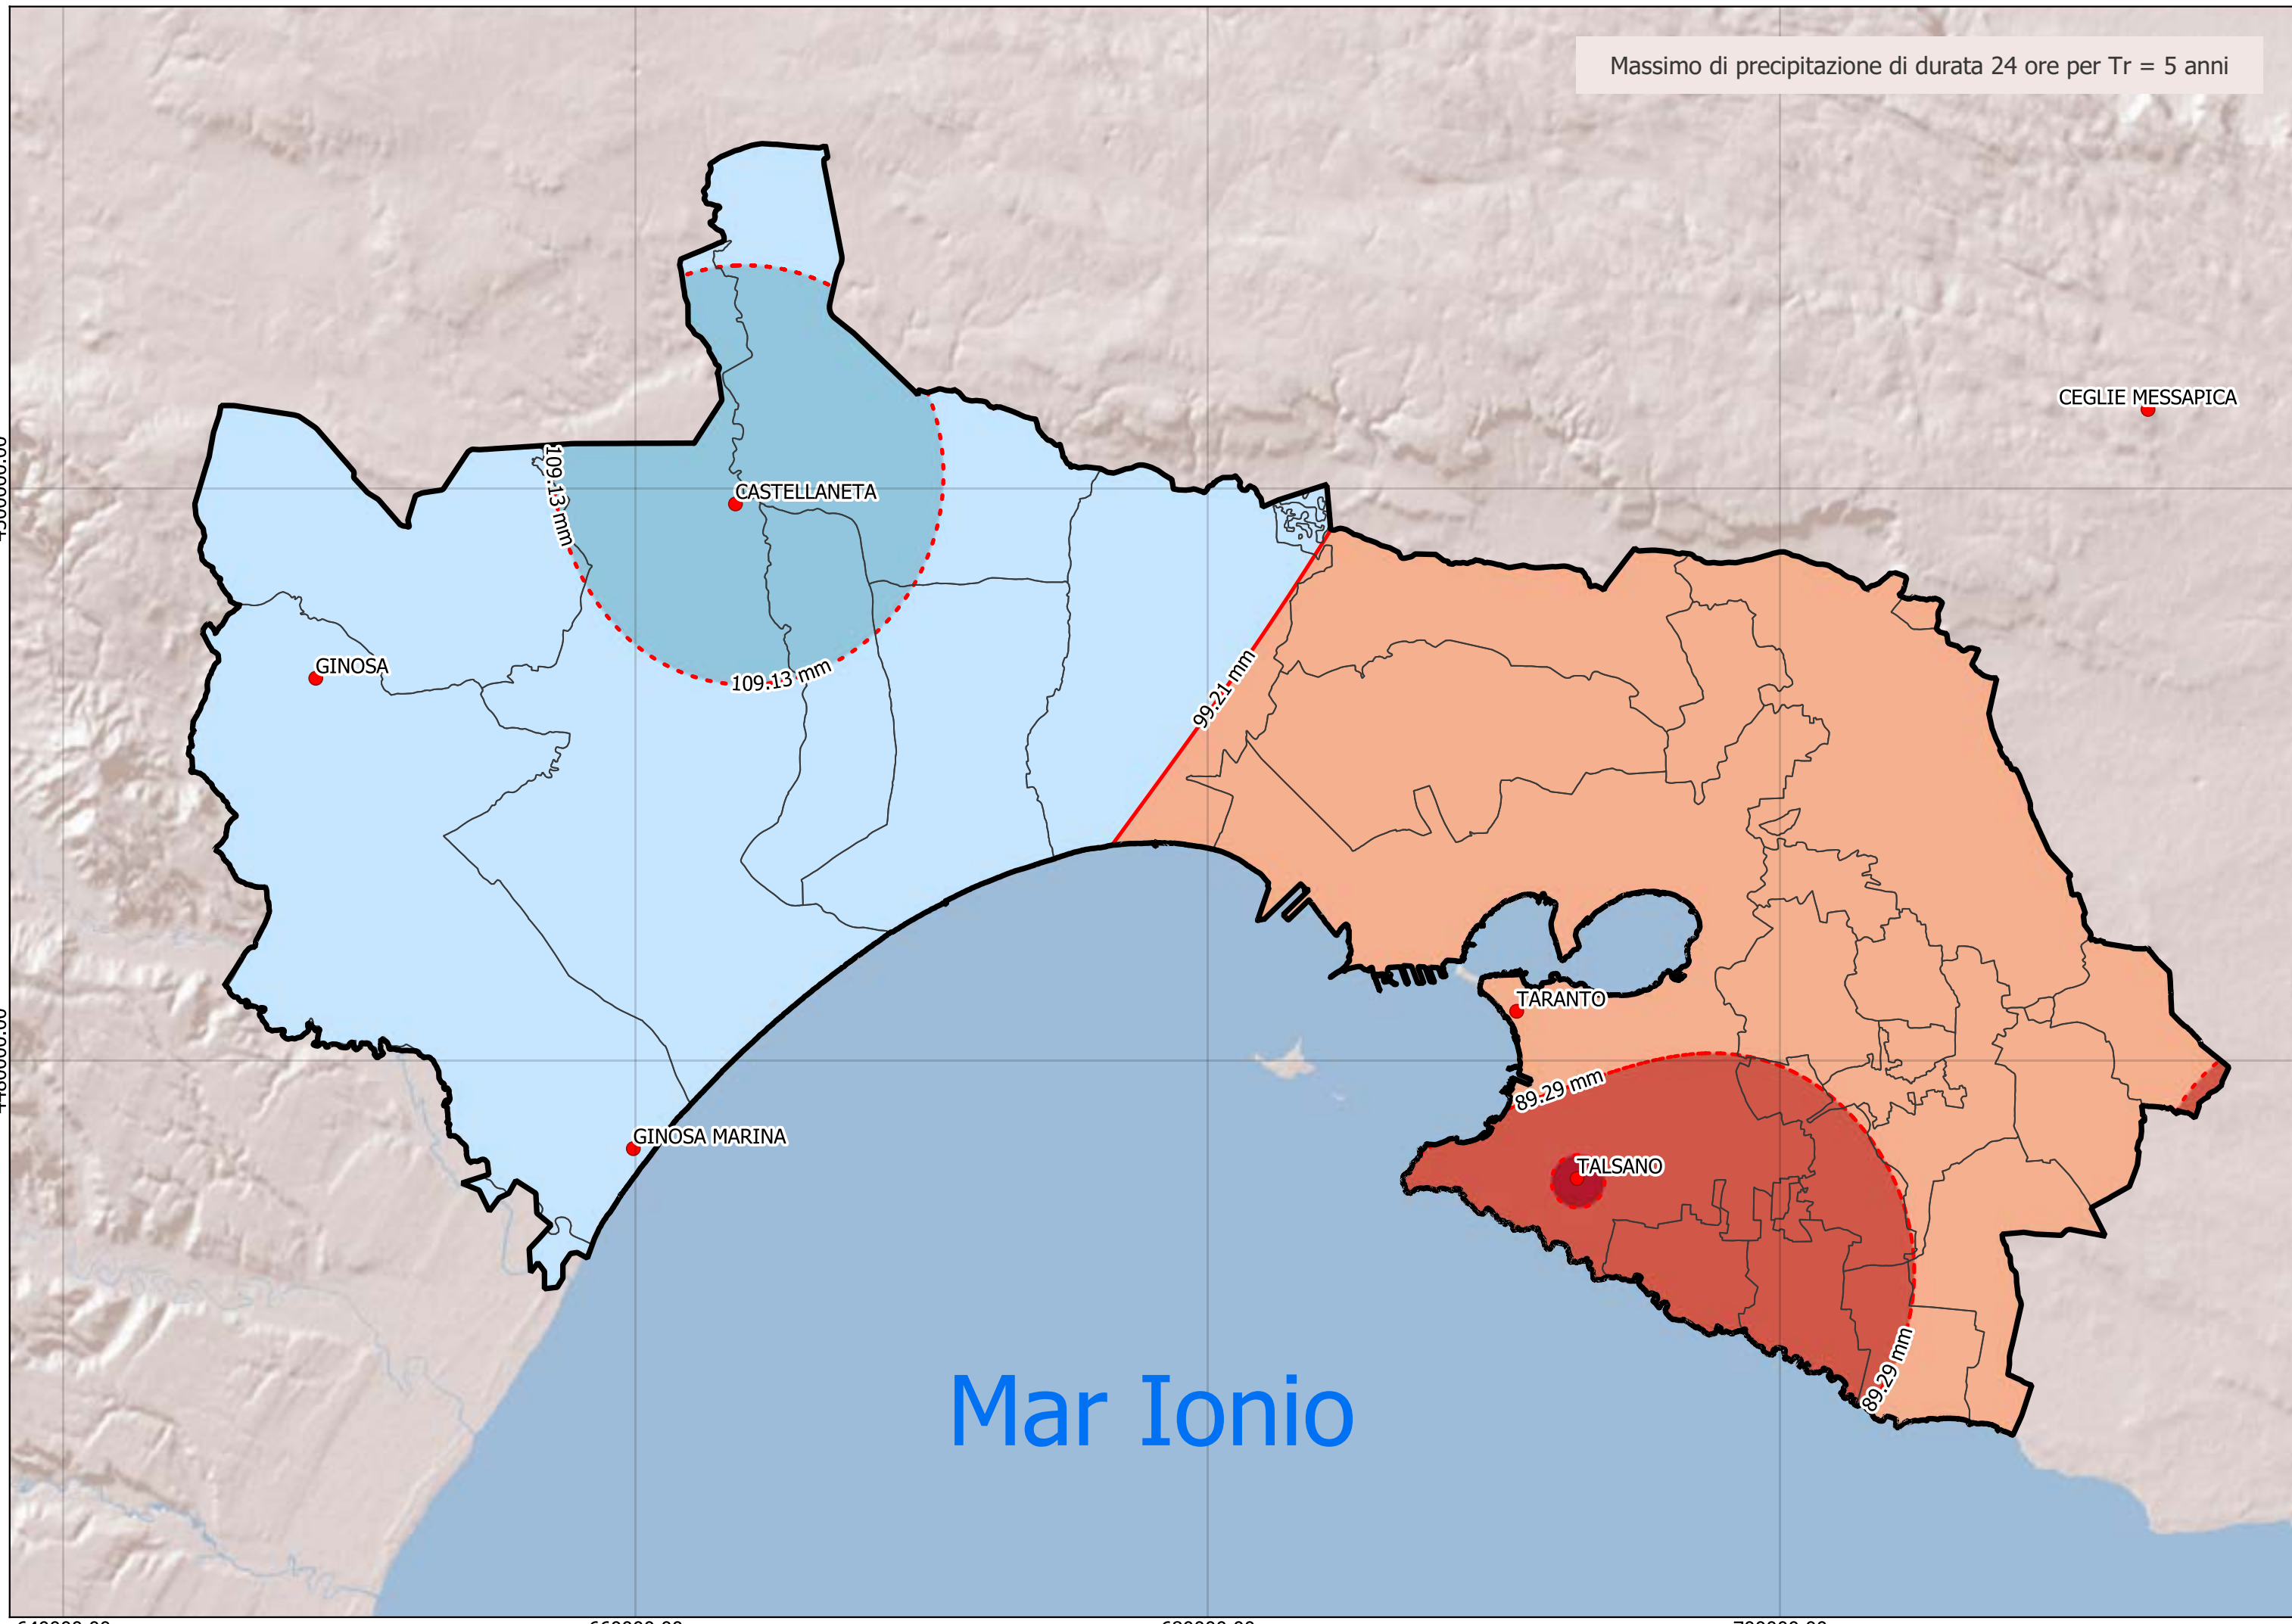 Massimo di precipitazione di durata 24 ore per Tr = 5 anni
CEGLIE MESSAPICA
109.13 mm
CASTELLANETA
GINOSA
109.13 mm
99.21 mm
TARANTO
89.29 mm
GINOSA MARINA
TALSANO
89.29 mm
Mar Ionio